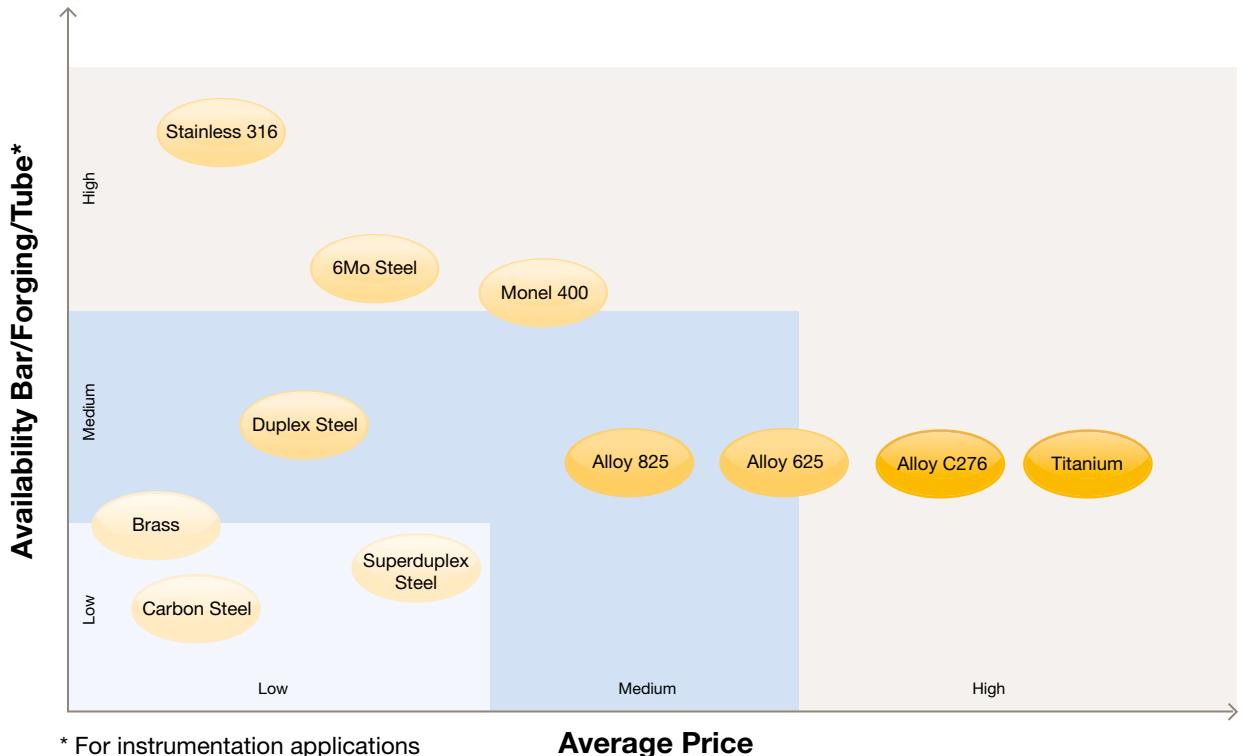 Availability Bar/Forging/Tube*
High
Medium
Low
Stainless 316
6Mo Steel
Monel 400
Duplex Steel
Alloy 825
Alloy 625
Alloy C276
Titanium
Brass
Superduplex
Steel
Carbon Steel
Low
Medium
High
* For instrumentation applications
Average Price